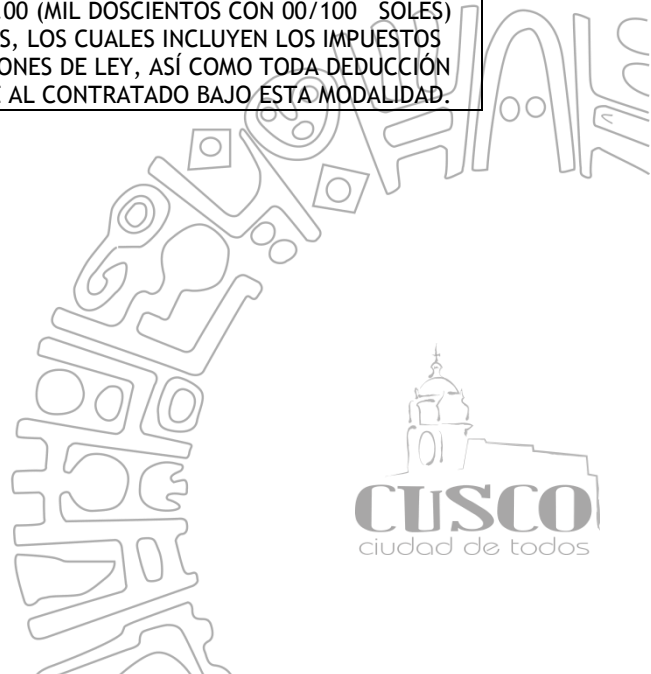 .00 (MIL DOSCIENTOS CON 00/100 SOLES)
S, LOS CUALES INCLUYEN LOS IMPUESTOS
ONES DE LEY, ASÍ COMO TODA DEDUCCIÓN
AL CONTRATADO BAJO ESTA MODALIDAD.
CUSCO
ciudad de todos